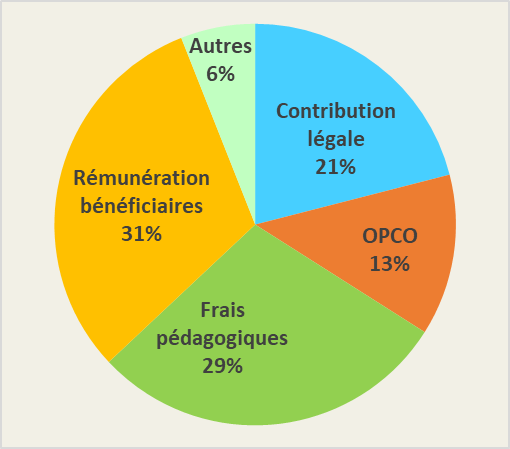 Autres
6%
Contribution
légale
21%
Rémunération
bénéficiaires
31%
OPCO
13%
Frais
pédagogiques
29%